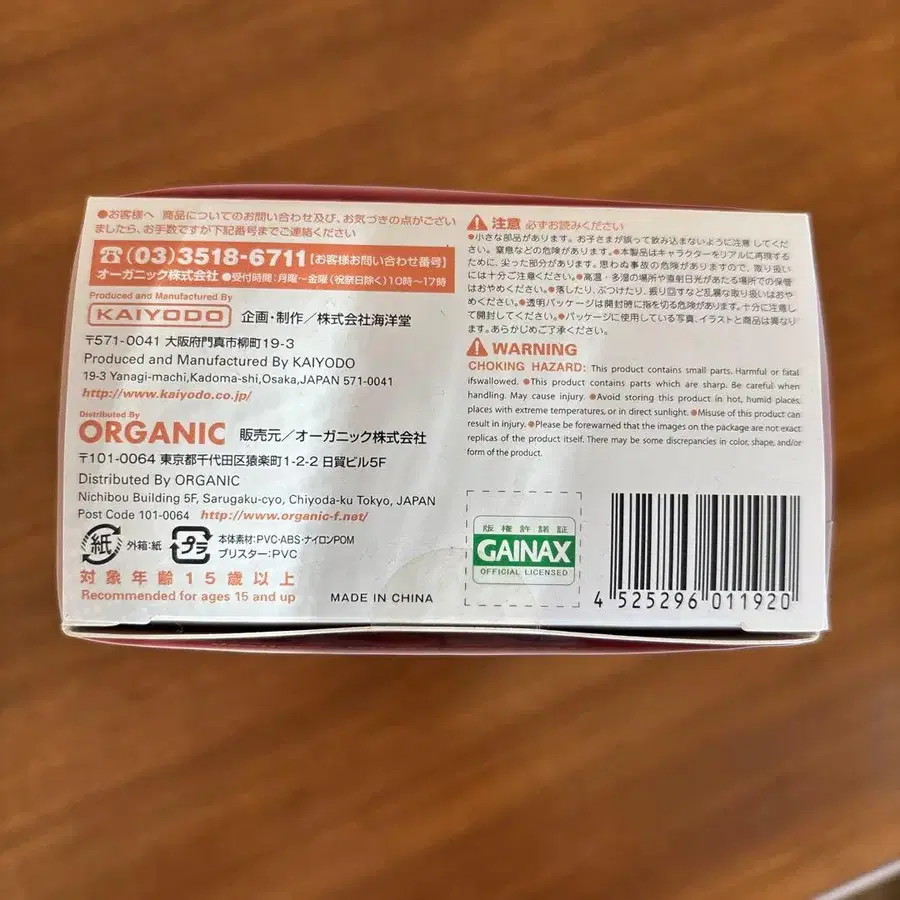 ●お客様へ 商品についてのお問い合わせ及び、お気づきの点がござい
ましたら、お手数ですが下記番号までご連絡ください
☎(03)3518-6711【お客様お問い合わせ番号】
オーガニック株式会社 ●受付時間:月曜〜金曜(祝祭日除く)10時〜17時
Produced and Manufactured By
KAIYODO 企画・制作／株式会社海洋堂
〒571-0041 大阪府門真市柳町19-3
Produced and Manufactured By KAIYODO
19-3 Yanagi-machi,Kadoma-shi,Osaka,JAPAN 571-0041
http://www.kaiyodo.co.jp/
Distributed By
ORGANIC 販売元／オーガニック株式会社
〒101-0064 東京都千代田区猿楽町1-2-2 日貿ビル5F
Distributed By ORGANIC
Nichibou Building 5F, Sarugaku-cyo, Chiyoda-ku Tokyo, JAPAN
Post Code 101-0064 http://www.organic-f.net/
紙 外箱:紙 プラ 本体素材:PVC・ABS・ナイロンPOM
ブリスター:PVC
対象年齢15歳以上
Recommended for ages 15 and up
MADE IN CHINA
注意 必ずお読みください
●小さな部品があります。お子さまが誤って飲み込まないように注意してくだ
さい。窒息などの危険があります。●本製品はキャラクターをリアルに再現する
ために、尖った部分があります。思わぬ事故の危険がありますので、取り扱い
には十分ご注意ください。●高温・多湿の場所や直射日光があたる場所での保管
はおやめください。●落したり、ぶつけたり、振り回すなど乱暴な取り扱いはおや
めください。●透明パッケージは開封時に指を切る危険があります。十分に注意し
て開封してください。●パッケージに使用している写真、イラストと商品は異なり
ます。あらかじめご了承ください。
WARNING
CHOKING HAZARD: This product contains small parts. Harmful or fatal
ifswallowed. ●This product contains parts which are sharp. Be careful when
handling. May cause injury. ●Avoid storing this product in hot, humid places,
places with extreme temperatures, or in direct sunlight. ●Misuse of this product can
result in injury. ●Please be forewarned that the images on the package are not exact
replicas of the product itself. There may be some discrepancies in color, shape, and/or
form of the product.
版権許諾証
GAINAX
OFFICIAL LICENSED
4 525296 011920